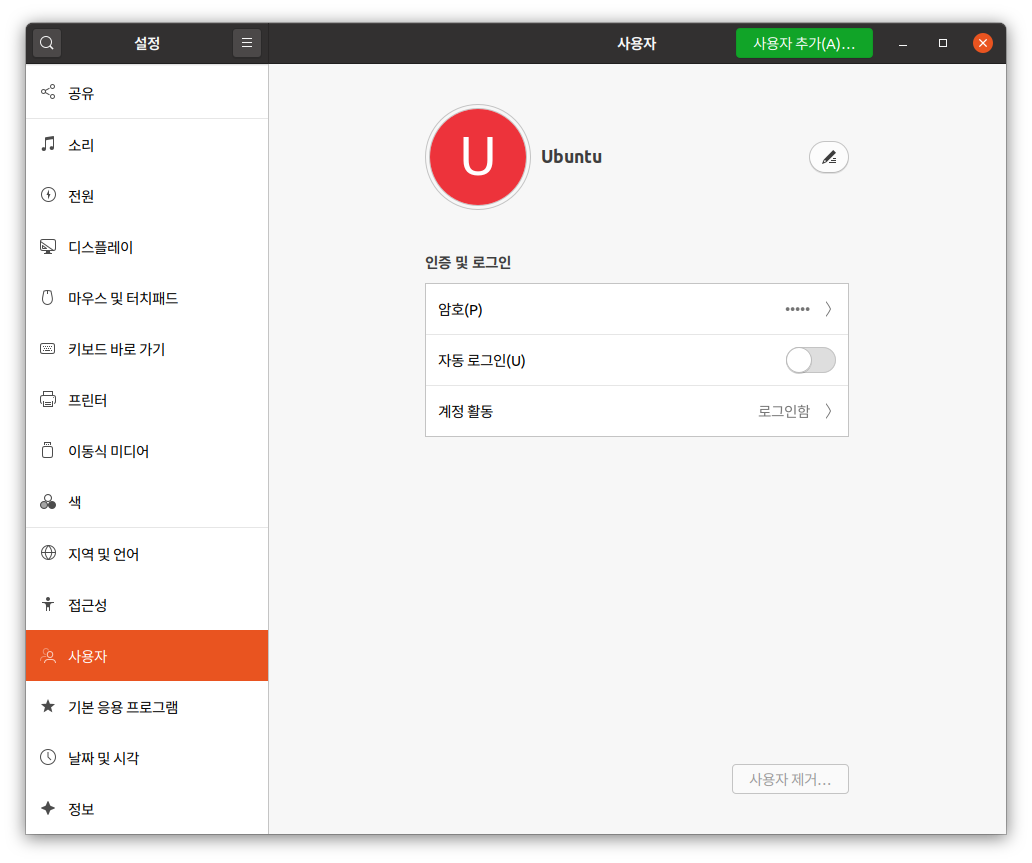 설정
사용자
사용자 추가(A)...
공유
소리
전원
디스플레이
마우스 및 터치패드
키보드 바로 가기
프린터
이동식 미디어
색
지역 및 언어
접근성
사용자
기본 응용 프로그램
날짜 및 시각
정보
U
Ubuntu
인증 및 로그인
암호(P) •••••
자동 로그인(U)
계정 활동 로그인함
사용자 제거...